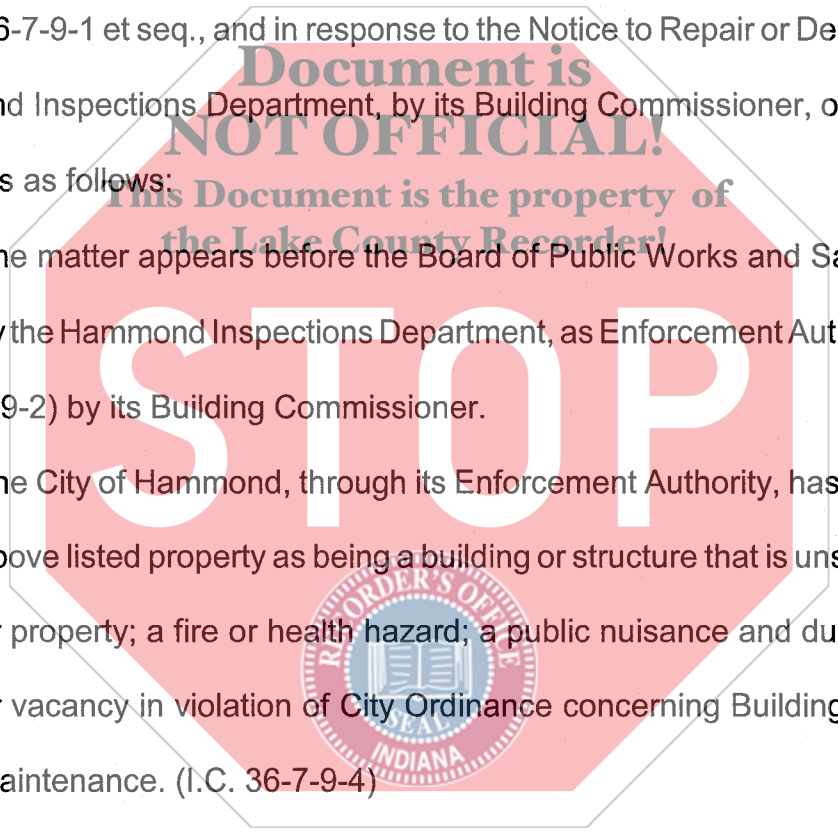 6-7-9-1 et seq., and in response to the Notice to Repair or De
Document is
nd Inspections Department, by its Building Commissioner, o
NOT OFFICIAL!
s as follows:
This Document is the property of
the Lake County Recorder!
he matter appears before the Board of Public Works and Sa
STOP
y the Hammond Inspections Department, as Enforcement Aut
9-2) by its Building Commissioner.
he City of Hammond, through its Enforcement Authority, has
bove listed property as being a building or structure that is uns
r property; a fire or health hazard; a public nuisance and du
r vacancy in violation of City Ordinance concerning Building
aintenance. (I.C. 36-7-9-4)
RECORDER'S OFFICE
SEAL
INDIANA